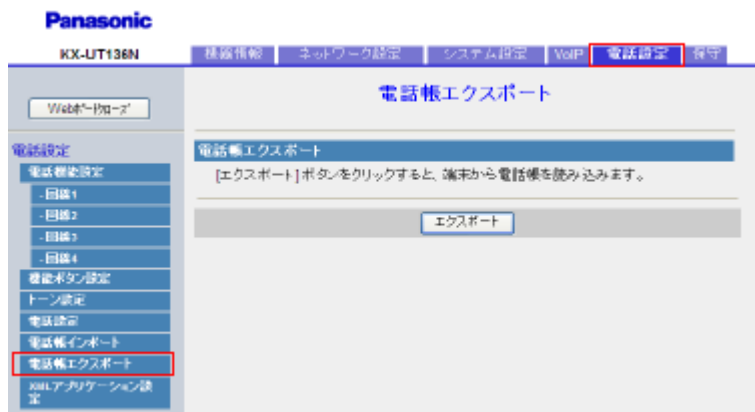 Panasonic
KX-UT136N
機器情報
ネットワーク設定
システム設定
VoIP
電話設定
保守
Webポートクローズ
電話帳エクスポート
電話設定
電話機能設定
- 回線1
- 回線2
- 回線3
- 回線4
機能ボタン設定
トーン設定
電話設定
電話帳インポート
電話帳エクスポート
XMLアプリケーション設
定
電話帳エクスポート
[エクスポート]ボタンをクリックすると、端末から電話帳を読み込みます。
エクスポート